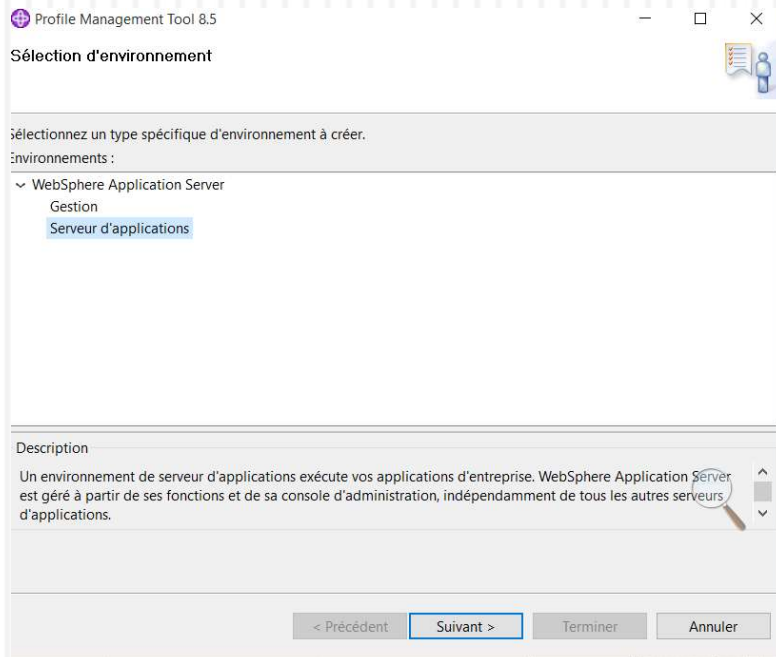 Profile Management Tool 8.5
Sélection d'environnement
Sélectionnez un type spécifique d'environnement à créer.
Environnements :
WebSphere Application Server
Gestion
Serveur d'applications
Description
Un environnement de serveur d'applications exécute vos applications d'entreprise. WebSphere Application Server
est géré à partir de ses fonctions et de sa console d'administration, indépendamment de tous les autres serveurs
d'applications.
< Précédent Suivant > Terminer Annuler